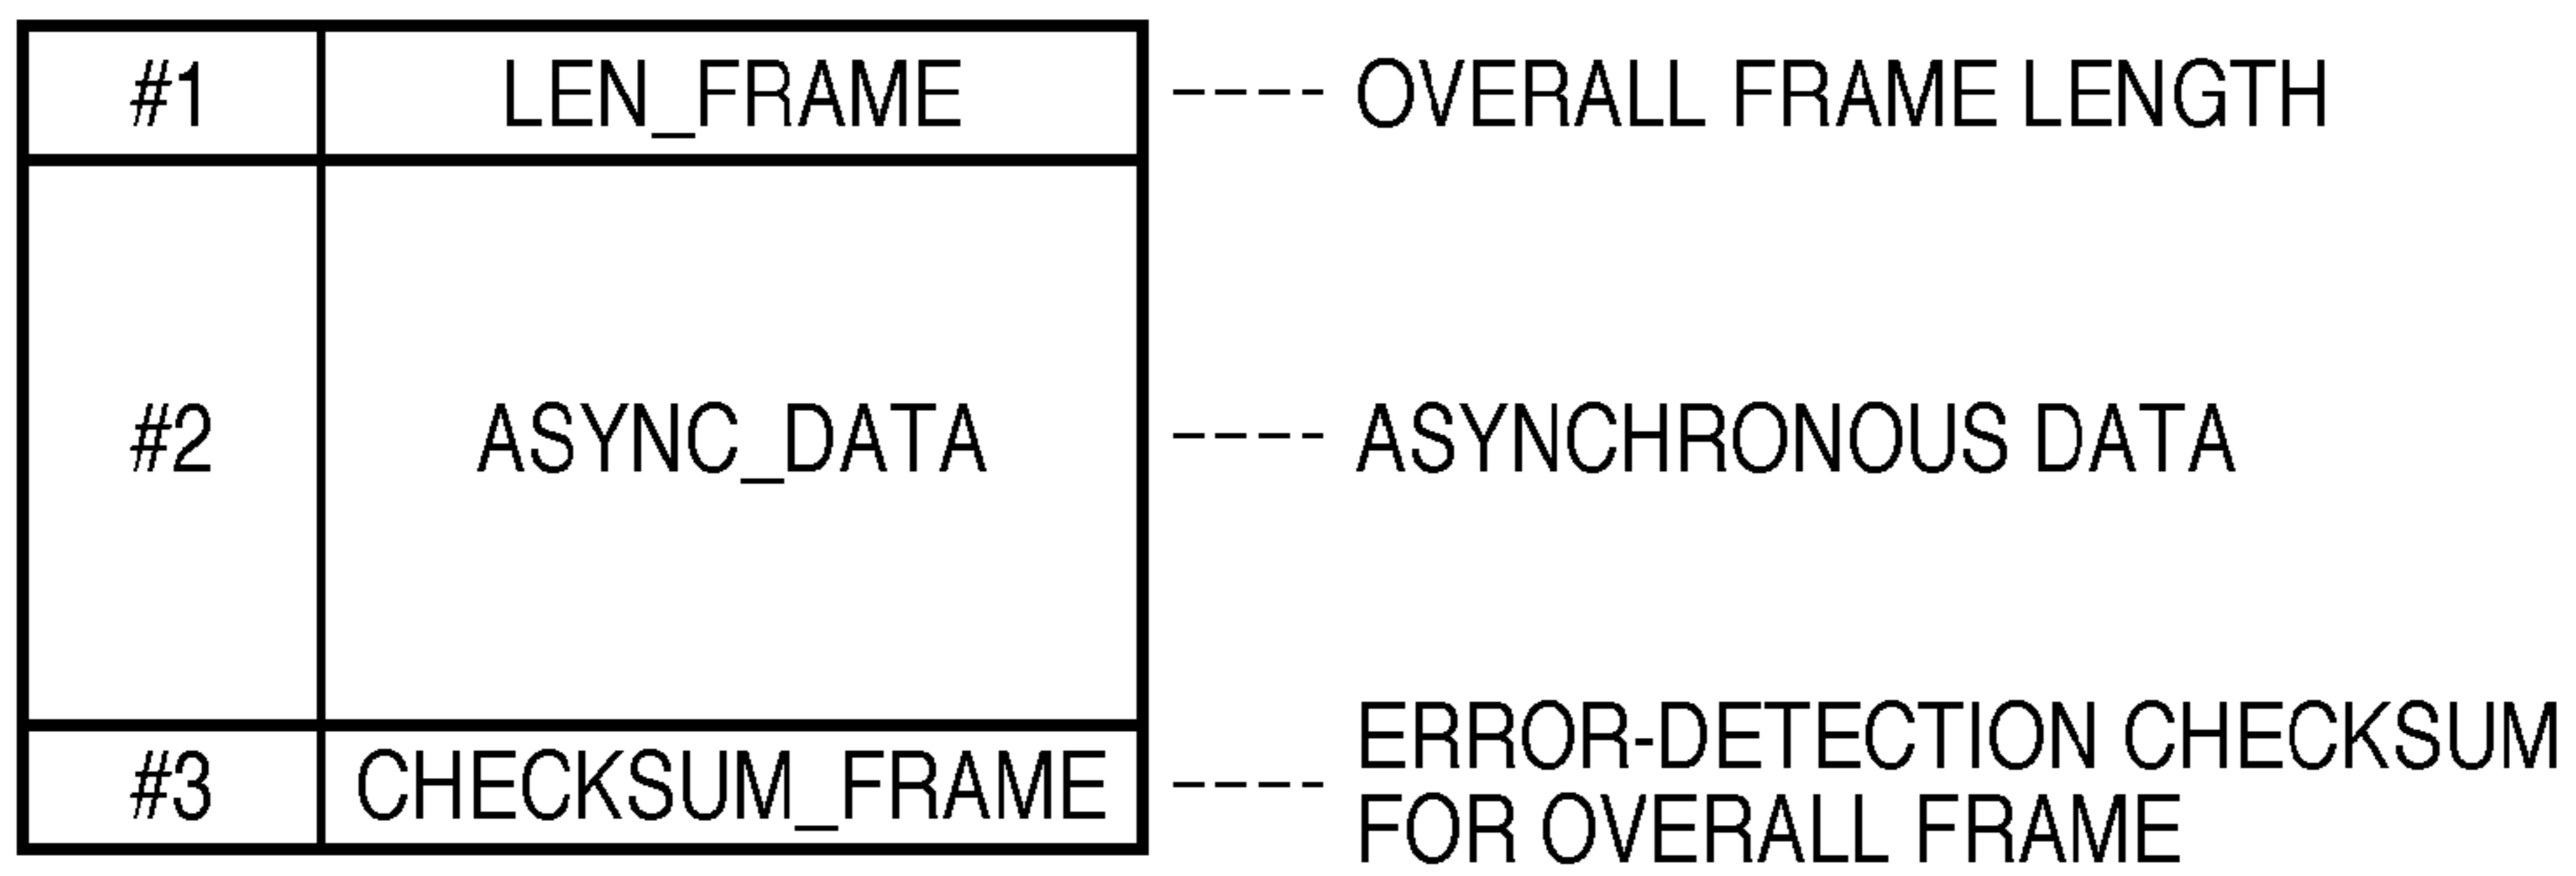 #1 LEN_FRAME ---- OVERALL FRAME LENGTH
#2 ASYNC_DATA ---- ASYNCHRONOUS DATA
#3 CHECKSUM_FRAME ---- ERROR-DETECTION CHECKSUM
FOR OVERALL FRAME